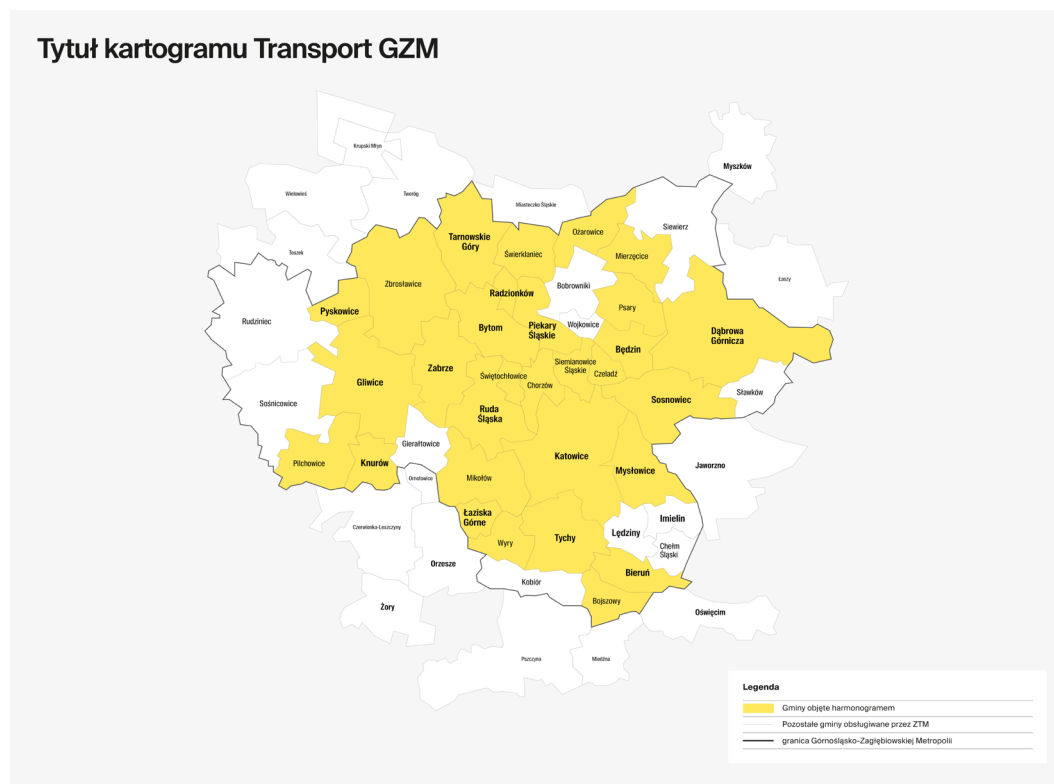 Tytuł kartogramu Transport GZM
Krupski Młyn
Myszków
Wielowieś
Tworóg
Miasteczko Śląskie
Siewierz
Ożarowice
Tarnowskie
Góry
Świerklaniec
Mierzęcice
Toszek
Łazy
Zbrosławice
Bobrowniki
Radzionków
Psary
Pyskowice
Rudziniec
Bytom
Piekary
Śląskie
Wojkowice
Dąbrowa
Górnicza
Będzin
Zabrze
Siemianowice
Śląskie
Czeladź
Świętochłowice
Gliwice
Chorzów
Sławków
Sosnowiec
Sośnicowice
Ruda
Śląska
Gierałtowice
Katowice
Pilchowice
Knurów
Jaworzno
Mysłowice
Mikołów
Ornotowice
Łaziska
Górne
Imielin
Czerwionka-Leszczyny
Lędziny
Tychy
Wyry
Chełm
Śląski
Orzesze
Bieruń
Kobiór
Bojszowy
Żory
Oświęcim
Pszczyna
Miedźna
Legenda
Gminy objęte harmonogramem
Pozostałe gminy obsługiwane przez ZTM
granica Górnośląsko-Zagłębiowskiej Metropolii